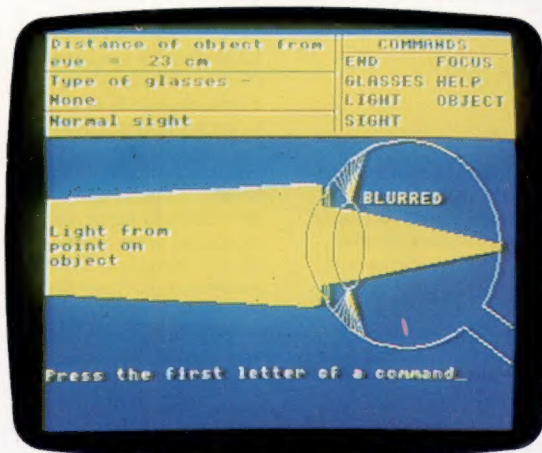 Distance of object from
eye = 23 cm
Type of glasses -
None
Normal sight
COMMANDS
END FOCUS
GLASSES HELP
LIGHT OBJECT
SIGHT
BLURRED
Light from
point on
object
Press the first letter of a command_